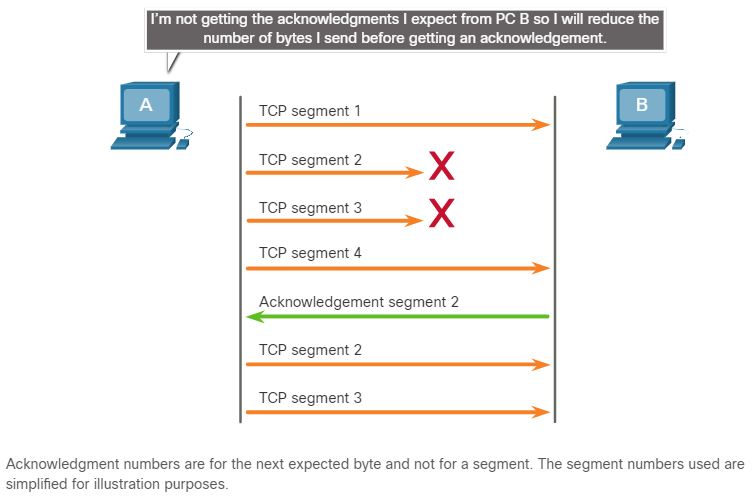 I'm not getting the acknowledgments I expect from PC B so I will reduce the
number of bytes I send before getting an acknowledgement.
A
B
TCP segment 1
TCP segment 2
X
TCP segment 3
X
TCP segment 4
Acknowledgement segment 2
TCP segment 2
TCP segment 3
Acknowledgment numbers are for the next expected byte and not for a segment. The segment numbers used are
simplified for illustration purposes.